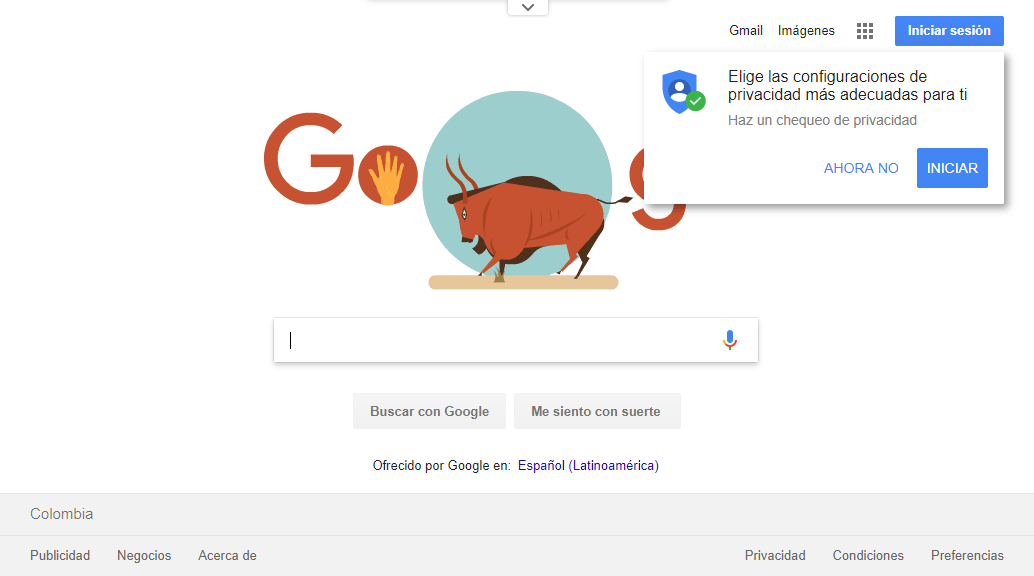 Gmail
Imágenes
Iniciar sesión
Elige las configuraciones de
privacidad más adecuadas para ti
Haz un chequeo de privacidad
AHORA NO
INICIAR
Go g
Buscar con Google
Me siento con suerte
Ofrecido por Google en: Español (Latinoamérica)
Colombia
Publicidad
Negocios
Acerca de
Privacidad
Condiciones
Preferencias